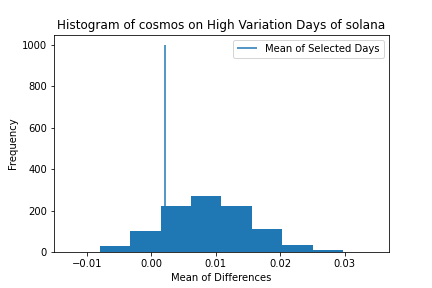 Histogram of cosmos on High Variation Days of solana
Mean of Selected Days
Frequency
1000
800
600
400
200
0
−0.01 0.00 0.01 0.02 0.03
Mean of Differences